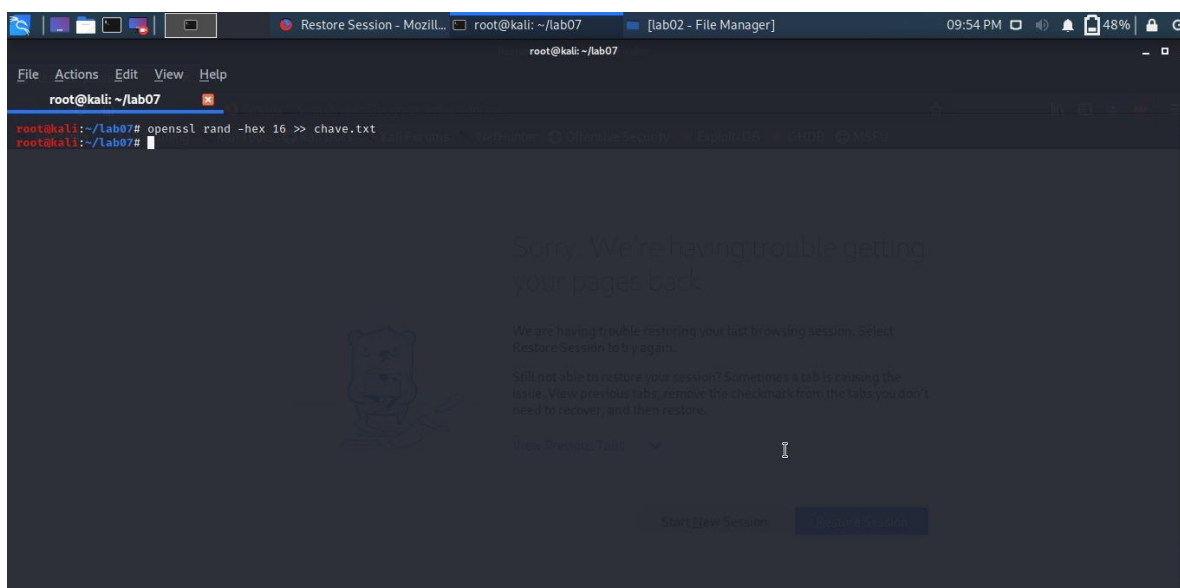 Restore Session - Mozill... root@kali: ~/lab07 [lab02 - File Manager] 09:54 PM 48%
root@kali: ~/lab07
File Actions Edit View Help
root@kali: ~/lab07
root@kali:~/lab07# openssl rand -hex 16 >> chave.txt
root@kali:~/lab07#
Sorry. We're having trouble getting
your pages back.
We are having trouble restoring your last browsing session. Select
Restore Session to try again.
Still not able to restore your session? Sometimes a tab is causing the
issue. View previous tabs, remove the checkmark from the tabs you don't
need to recover, and then restore.
View Previous Tabs
Start New Session Restore Session